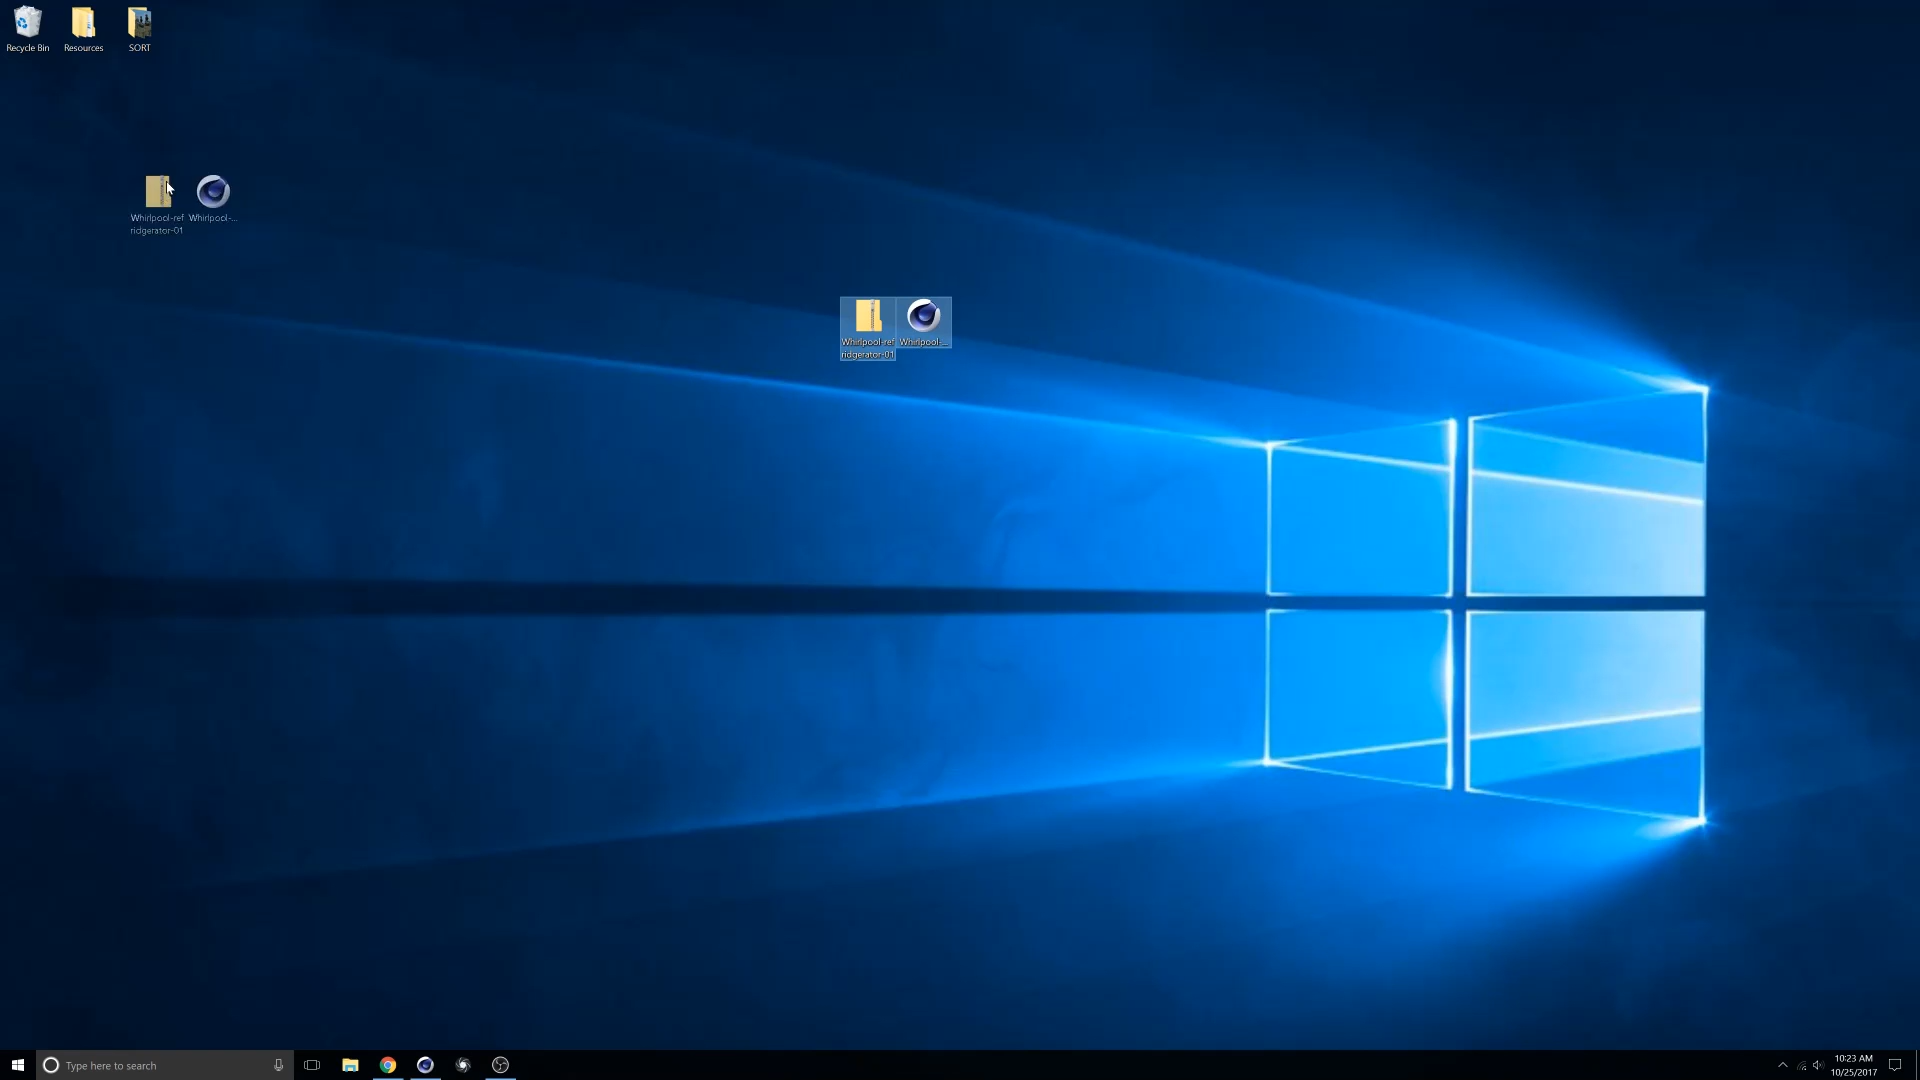 Recycle Bin
Resources
SORT
Whirlpool-ref
ridgerator-01
Whirlpool-...
Whirlpool-ref
ridgerator-01
Whirlpool-...
Type here to search
10:23 AM
10/25/2017